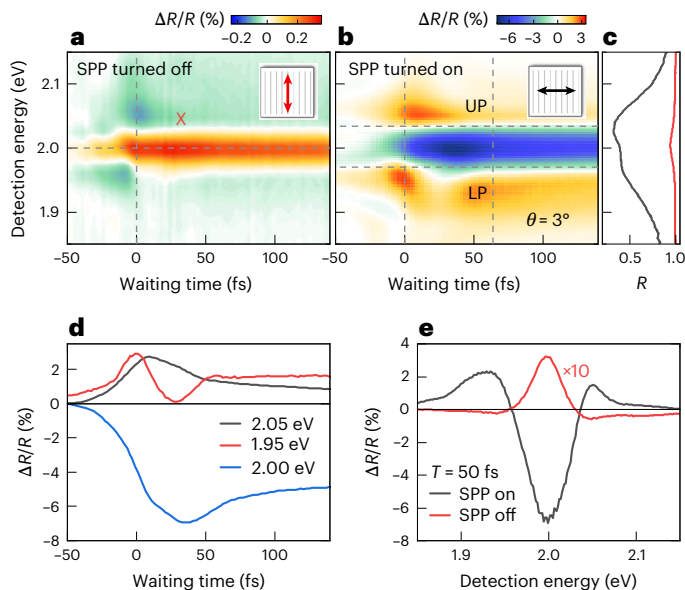 ΔR/R (%)
ΔR/R (%)
a
−0.2 0 0.2
b
−6 −3 0 3
c
SPP turned off
SPP turned on
X
UP
LP
θ = 3°
Detection energy (eV)
2.1
2.0
1.9
−50 0 50 100
Waiting time (fs)
−50 0 50 100
Waiting time (fs)
0.5 1.0
R
d
e
ΔR/R (%)
2
0
−2
−4
−6
−8
2.05 eV
1.95 eV
2.00 eV
−50 0 50 100
Waiting time (fs)
ΔR/R (%)
4
2
0
−2
−4
−6
−8
×10
T = 50 fs
SPP on
SPP off
1.9 2.0 2.1
Detection energy (eV)